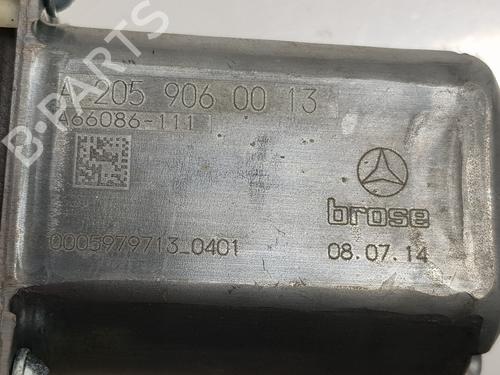 A 205 906 00 13
A66086-111
brose
0005979713_0401
08.07.14
B-PARTS